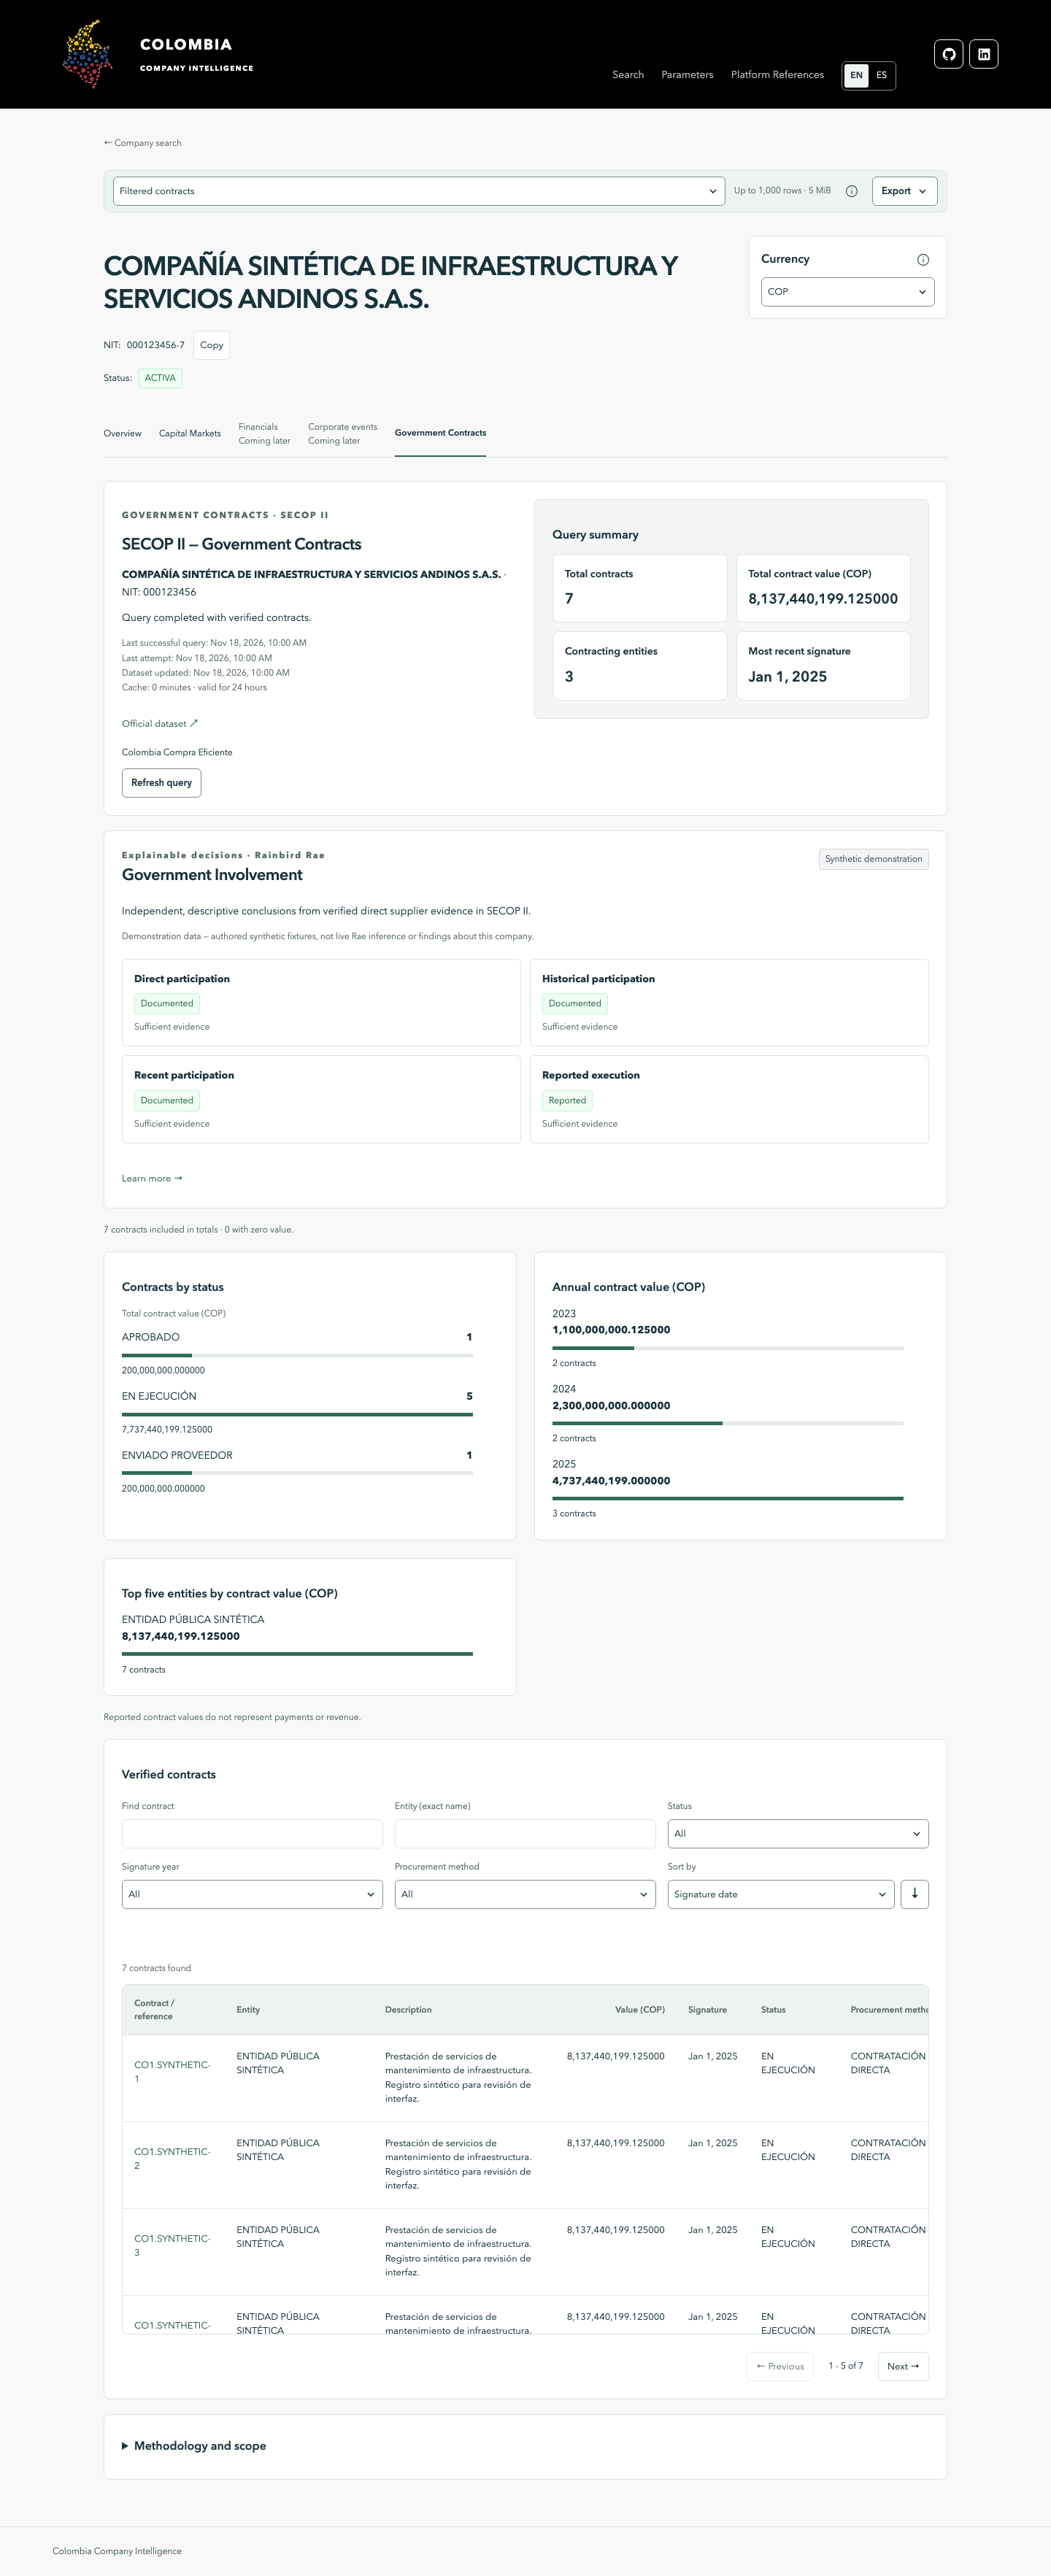 COLOMBIA
COMPANY INTELLIGENCE
Search
Parameters
Platform References
EN
ES
← Company search
Filtered contracts
Up to 1,000 rows · 5 MiB
Export
COMPAÑÍA SINTÉTICA DE INFRAESTRUCTURA Y
SERVICIOS ANDINOS S.A.S.
Currency
COP
NIT: 000123456-7
Copy
Status: ACTIVA
Overview
Capital Markets
Financials
Coming later
Corporate events
Coming later
Government Contracts
GOVERNMENT CONTRACTS · SECOP II
SECOP II – Government Contracts
COMPAÑÍA SINTÉTICA DE INFRAESTRUCTURA Y SERVICIOS ANDINOS S.A.S. ·
NIT: 000123456
Query completed with verified contracts.
Last successful query: Nov 18, 2026, 10:00 AM
Last attempt: Nov 18, 2026, 10:00 AM
Dataset updated: Nov 18, 2026, 10:00 AM
Cache: 0 minutes · valid for 24 hours
Official dataset ↗
Colombia Compra Eficiente
Refresh query
Query summary
Total contracts
7
Total contract value (COP)
8,137,440,199.125000
Contracting entities
3
Most recent signature
Jan 1, 2025
Explainable decisions · Rainbird Rae
Government Involvement
Synthetic demonstration
Independent, descriptive conclusions from verified direct supplier evidence in SECOP II.
Demonstration data – authored synthetic fixtures, not live Rae inference or findings about this company.
Direct participation
Documented
Sufficient evidence
Historical participation
Documented
Sufficient evidence
Recent participation
Documented
Sufficient evidence
Reported execution
Reported
Sufficient evidence
Learn more →
7 contracts included in totals · 0 with zero value.
Contracts by status
Total contract value (COP)
APROBADO 1
200,000,000.000000
EN EJECUCIÓN 5
7,737,440,199.125000
ENVIADO PROVEEDOR 1
200,000,000.000000
Annual contract value (COP)
2023
1,100,000,000.125000
2 contracts
2024
2,300,000,000.000000
2 contracts
2025
4,737,440,199.000000
3 contracts
Top five entities by contract value (COP)
ENTIDAD PÚBLICA SINTÉTICA
8,137,440,199.125000
7 contracts
Reported contract values do not represent payments or revenue.
Verified contracts
Find contract
Entity (exact name)
Status
All
Signature year
All
Procurement method
All
Sort by
Signature date
↓
7 contracts found
Contract /
reference
Entity
Description
Value (COP)
Signature
Status
Procurement metho
CO1.SYNTHETIC-
1
ENTIDAD PÚBLICA
SINTÉTICA
Prestación de servicios de
mantenimiento de infraestructura.
Registro sintético para revisión de
interfaz.
8,137,440,199.125000
Jan 1, 2025
EN
EJECUCIÓN
CONTRATACIÓN
DIRECTA
CO1.SYNTHETIC-
2
ENTIDAD PÚBLICA
SINTÉTICA
Prestación de servicios de
mantenimiento de infraestructura.
Registro sintético para revisión de
interfaz.
8,137,440,199.125000
Jan 1, 2025
EN
EJECUCIÓN
CONTRATACIÓN
DIRECTA
CO1.SYNTHETIC-
3
ENTIDAD PÚBLICA
SINTÉTICA
Prestación de servicios de
mantenimiento de infraestructura.
Registro sintético para revisión de
interfaz.
8,137,440,199.125000
Jan 1, 2025
EN
EJECUCIÓN
CONTRATACIÓN
DIRECTA
CO1.SYNTHETIC-
ENTIDAD PÚBLICA
SINTÉTICA
Prestación de servicios de
mantenimiento de infraestructura.
8,137,440,199.125000
Jan 1, 2025
EN
EJECUCIÓN
CONTRATACIÓN
DIRECTA
← Previous
1 - 5 of 7
Next →
Methodology and scope
Colombia Company Intelligence